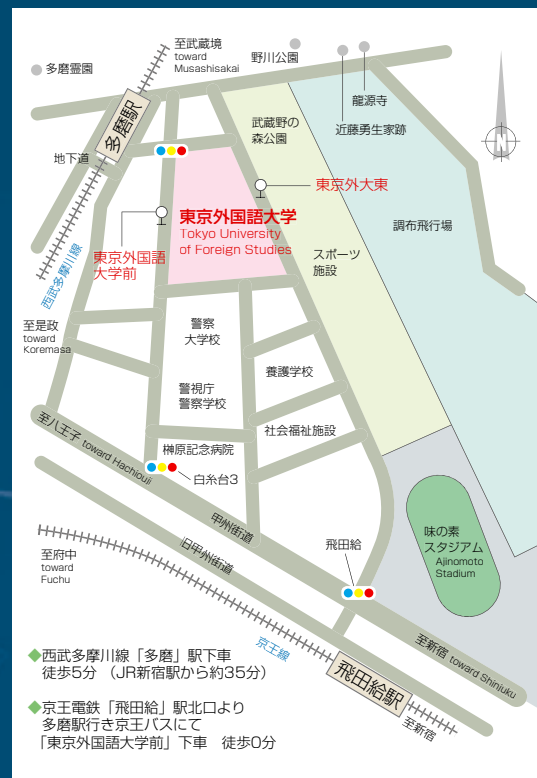 至武蔵境
toward
Musashisakai
野川公園
多磨霊園
龍源寺
近藤勇生家跡
武蔵野の
森公園
多磨駅
地下道
N
東京外大東
東京外国語大学
Tokyo University
of Foreign Studies
東京外国語
大学前
調布飛行場
スポーツ
施設
西武多摩川線
至是政
toward
Koremasa
警察
大学校
養護学校
警視庁
警察学校
社会福祉施設
榊原記念病院
至八王子 toward Hachiouji
白糸台3
甲州街道
旧甲州街道
味の素
スタジアム
Ajinomoto
Stadium
飛田給
至府中
toward
Fuchu
京王線
至新宿 toward Shinjuku
飛田給駅
至新宿
◆西武多摩川線「多磨」駅下車
徒歩5分 (JR新宿駅から約35分)
◆京王電鉄「飛田給」駅北口より
多磨駅行き京王バスにて
「東京外国語大学前」下車 徒歩0分